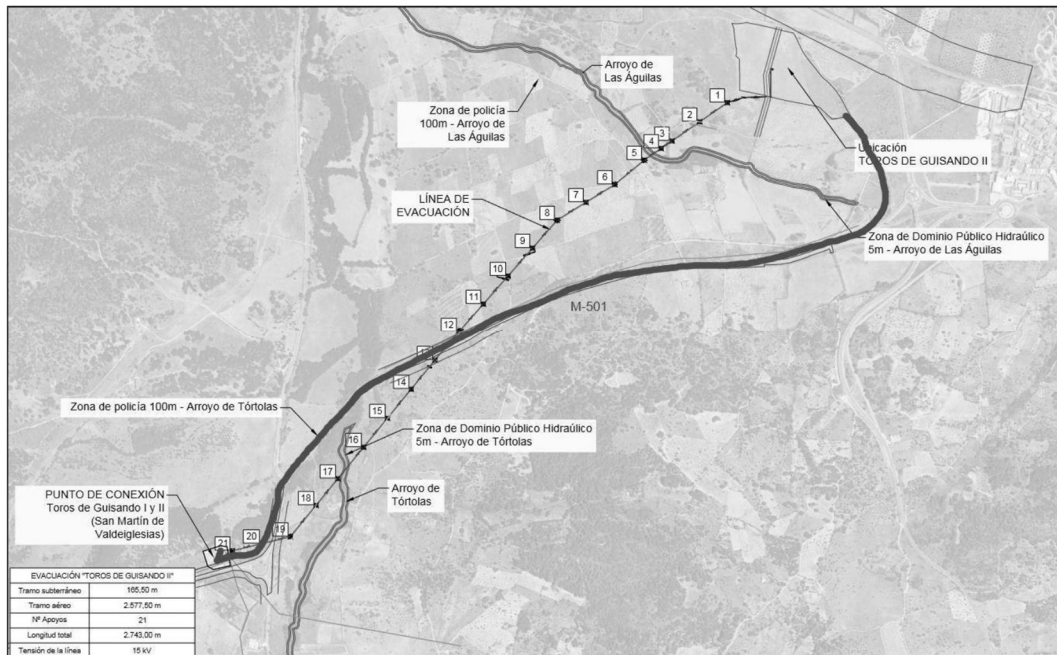 Arroyo de
Las Águilas
Zona de policía
100m - Arroyo de
Las Águilas
1
2
3
4
5
6
7
8
9
10
11
12
14
15
16
17
18
19
20
21
Ubicación
TOROS DE GUISANDO II
LÍNEA DE
EVACUACIÓN
Zona de Dominio Público Hidraúlico
5m - Arroyo de Las Águilas
M-501
Zona de policía 100m - Arroyo de Tórtolas
Zona de Dominio Público Hidraúlico
5m - Arroyo de Tórtolas
Arroyo de
Tórtolas
PUNTO DE CONEXIÓN
Toros de Guisando I y II
(San Martín de
Valdeiglesias)
EVACUACIÓN "TOROS DE GUISANDO II"
Tramo subterráneo 165,50 m
Tramo aéreo 2.577,50 m
Nº Apoyos 21
Longitud total 2.743,00 m
Tensión de la línea 15 kV